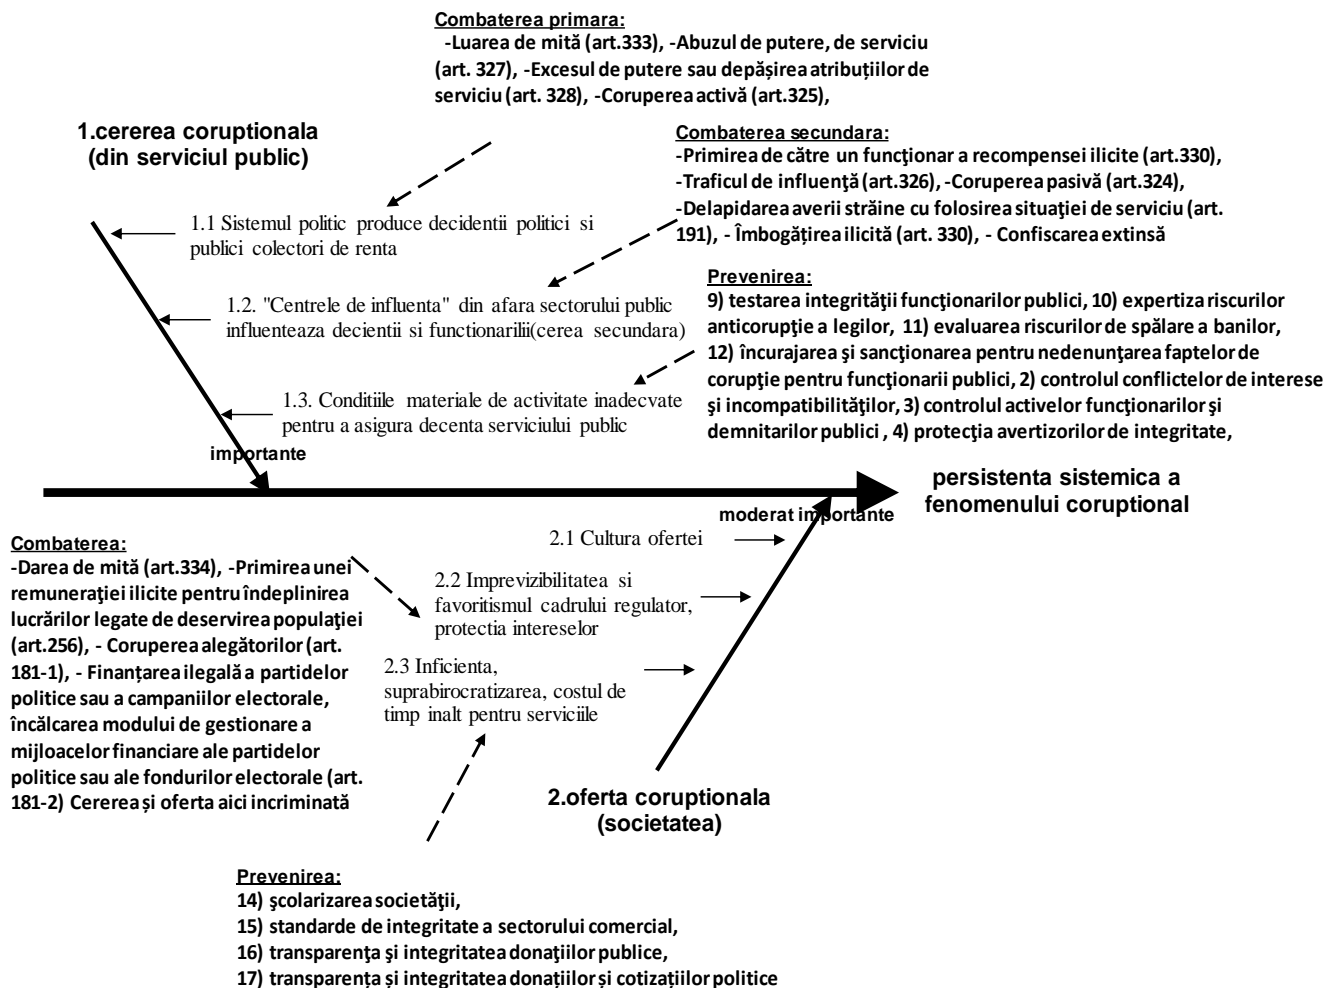 Combaterea primara:
-Luarea de mită (art.333), -Abuzul de putere, de serviciu
(art. 327), -Excesul de putere sau depășirea atribuțiilor de
serviciu (art. 328), -Coruperea activă (art.325),
1.cererea coruptionala
(din serviciul public)
Combaterea secundara:
-Primirea de către un funcţionar a recompensei ilicite (art.330),
-Traficul de influenţă (art.326), -Coruperea pasivă (art.324),
-Delapidarea averii străine cu folosirea situaţiei de serviciu (art.
191), - Îmbogățirea ilicită (art. 330), - Confiscarea extinsă
1.1 Sistemul politic produce decidentii politici si
publici colectori de renta
Prevenirea:
9) testarea integrităţii funcţionarilor publici, 10) expertiza riscurilor
anticorupţie a legilor, 11) evaluarea riscurilor de spălare a banilor,
12) încurajarea şi sancţionarea pentru nedenunţarea faptelor de
corupţie pentru funcţionarii publici, 2) controlul conflictelor de interese
şi incompatibilităţilor, 3) controlul activelor funcţionarilor şi
demnitarilor publici , 4) protecţia avertizorilor de integritate,
1.2. "Centrele de influenta" din afara sectorului public
influenteaza decientii si functionarilii(cerea secundara)
1.3. Conditiile materiale de activitate inadecvate
pentru a asigura decenta serviciului public
importante
persistenta sistemica a
fenomenului coruptional
moderat importante
2.1 Cultura ofertei
Combaterea:
-Darea de mită (art.334), -Primirea unei
remuneraţiei ilicite pentru îndeplinirea
lucrărilor legate de deservirea populaţiei
(art.256), - Coruperea alegătorilor (art.
181-1), - Finanțarea ilegală a partidelor
politice sau a campaniilor electorale,
încălcarea modului de gestionare a
mijloacelor financiare ale partidelor
politice sau ale fondurilor electorale (art.
181-2) Cererea și oferta aici incriminată
2.2 Imprevizibilitatea si
favoritismul cadrului regulator,
protectia intereselor
2.3 Inficienta,
suprabirocratizarea, costul de
timp inalt pentru serviciile
2.oferta coruptionala
(societatea)
Prevenirea:
14) şcolarizarea societăţii,
15) standarde de integritate a sectorului comercial,
16) transparenţa şi integritatea donaţiilor publice,
17) transparența și integritatea donațiilor și cotizațiilor politice